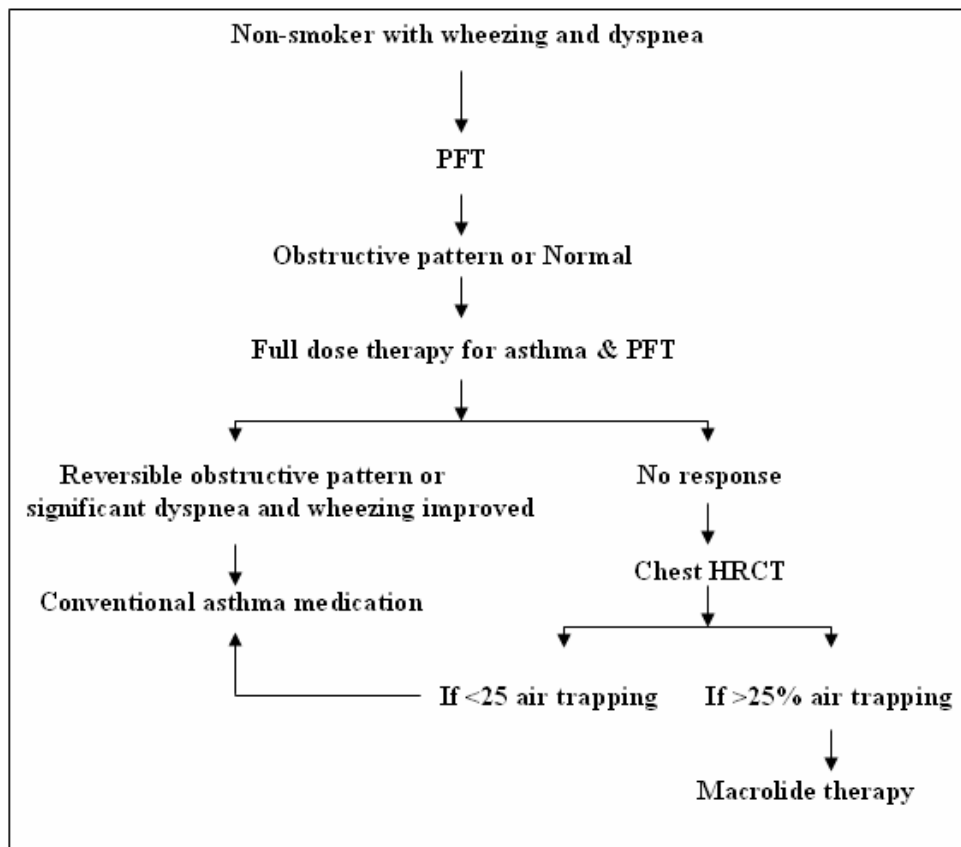 Non-smoker with wheezing and dyspnea
PFT
Obstructive pattern or Normal
Full dose therapy for asthma & PFT
Reversible obstructive pattern or
significant dyspnea and wheezing improved
No response
Chest HRCT
Conventional asthma medication
If <25 air trapping
If >25% air trapping
Macrolide therapy